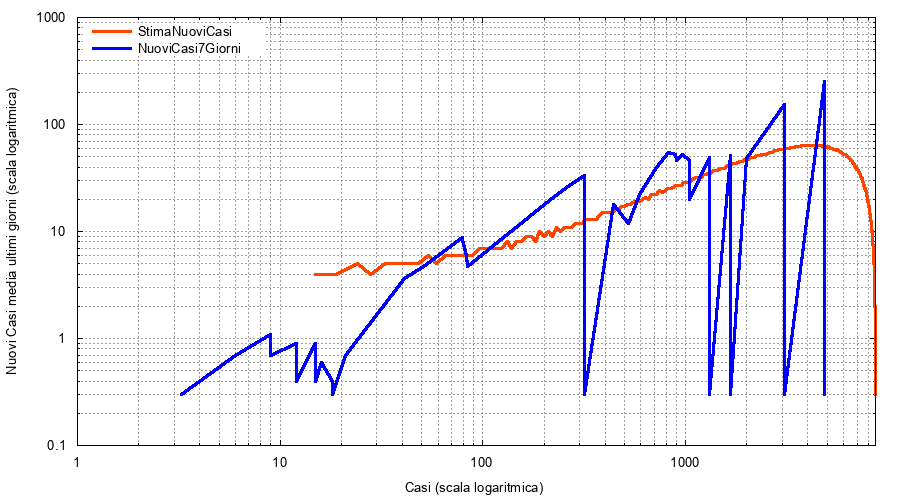 1000
StimaNuoviCasi
NuoviCasi7Giorni
100
10
1
0.1
1 10 100 1000
Nuovi Casi media ultimi giorni (scala logaritmica)
Casi (scala logaritmica)